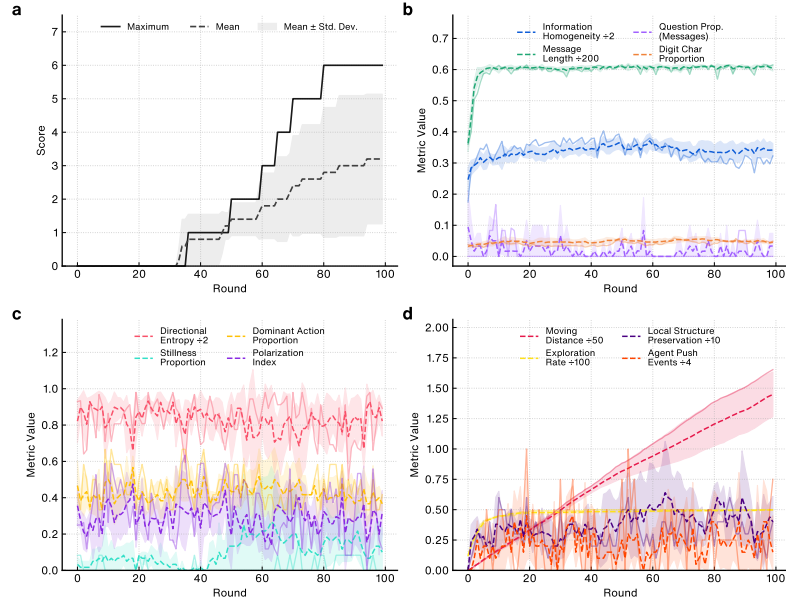 a
Maximum
Mean
Mean ± Std. Dev.
7
6
5
4
3
2
1
0
Score
0 20 40 60 80 100
Round
b
Information
Homogeneity ÷2
Message
Length ÷200
Question Prop.
(Messages)
Digit Char
Proportion
0.7
0.6
0.5
0.4
0.3
0.2
0.1
0.0
Metric Value
0 20 40 60 80 100
Round
c
Directional
Entropy ÷2
Stillness
Proportion
Dominant Action
Proportion
Polarization
Index
1.2
1.0
0.8
0.6
0.4
0.2
0.0
Metric Value
0 20 40 60 80 100
Round
d
Moving
Distance ÷50
Exploration
Rate ÷100
Local Structure
Preservation ÷10
Agent Push
Events ÷4
2.00
1.75
1.50
1.25
1.00
0.75
0.50
0.25
0.00
Metric Value
0 20 40 60 80 100
Round